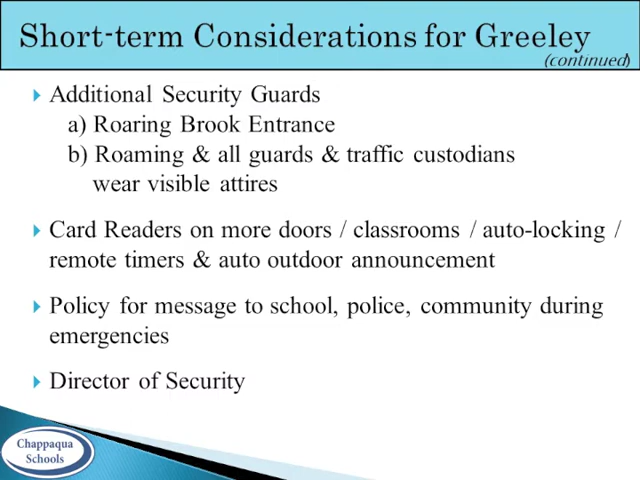 Short-term Considerations for Greeley
(continued)
Additional Security Guards
a) Roaring Brook Entrance
b) Roaming & all guards & traffic custodians
wear visible attires
Card Readers on more doors / classrooms / auto-locking /
remote timers & auto outdoor announcement
Policy for message to school, police, community during
emergencies
Director of Security
Chappaqua
Schools